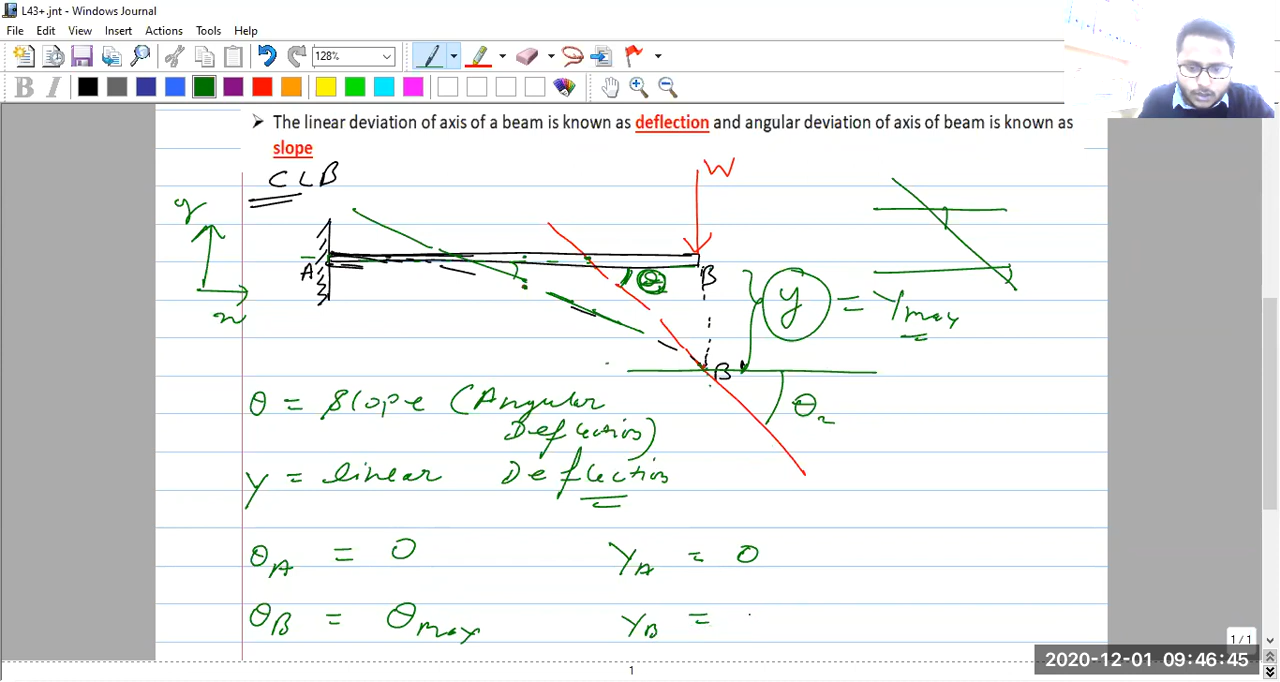 L43+.jnt - Windows Journal
File Edit View Insert Actions Tools Help
128%
B I
➤ The linear deviation of axis of a beam is known as deflection and angular deviation of axis of beam is known as
slope
CLB
W
y
A
B
x
y = Ymax
B'
θ2
θ = Slope (Angular
Deflection)
y = linear Deflection
θA = 0 yA = 0
θB = θmax yB =
1/1
1
2020-12-01 09:46:45